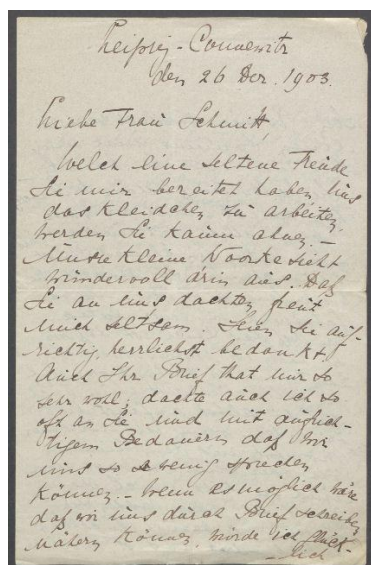 Leipzig-Connewitz
den 26 Dez. 1903.
Liebe Frau Schmitt,
Welch eine seltene Freude
Sie mir bereitet haben, uns
das Kleidchen zu arbeiten,
werden Sie kaum ahnen. -
Unsre kleine sieht
wundervoll drin aus. Daß
Sie an uns dachten freut
mich seltsam. Seien Sie auf-
richtig, herzlichst bedankt.
Auch Ihr Brief that mir so
sehr wohl; dachte auch ich so
oft an Sie und mit aufrich-
tigem Bedauern daß wir
uns so wenig sprechen
können. - Wenn es möglich wär
daß wir uns durch Brief schreiben
nähern können, würde ich glück-
lich